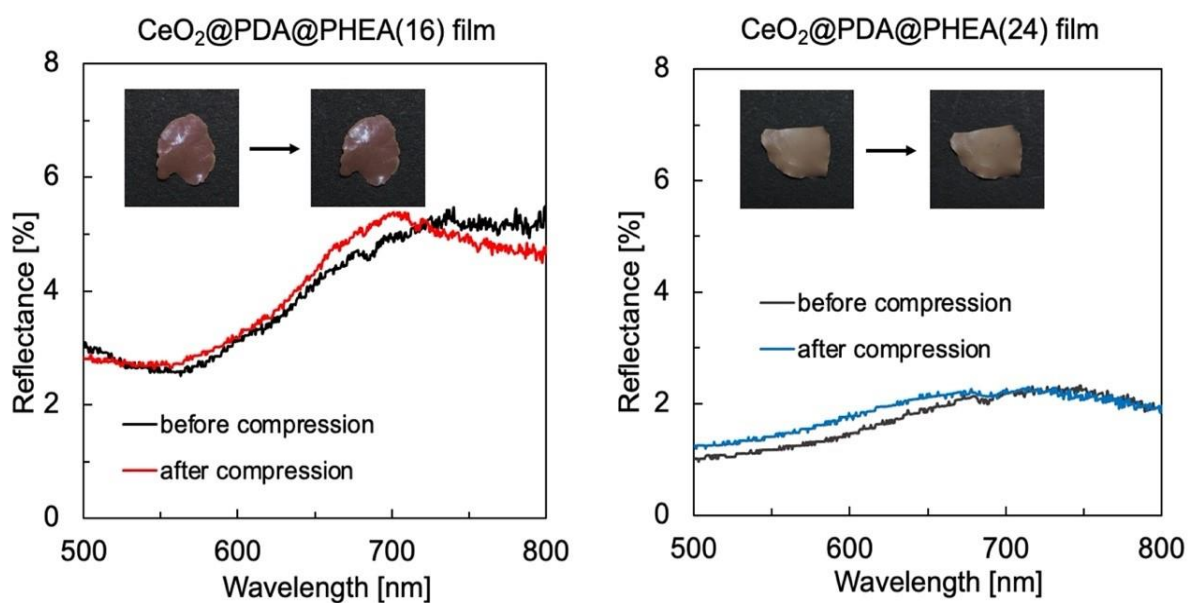 CeO₂@PDA@PHEA(16) film
8
6
4
2
0
Reflectance [%]
before compression
after compression
500
600
700
800
Wavelength [nm]
CeO₂@PDA@PHEA(24) film
8
6
4
2
0
Reflectance [%]
before compression
after compression
500
600
700
800
Wavelength [nm]